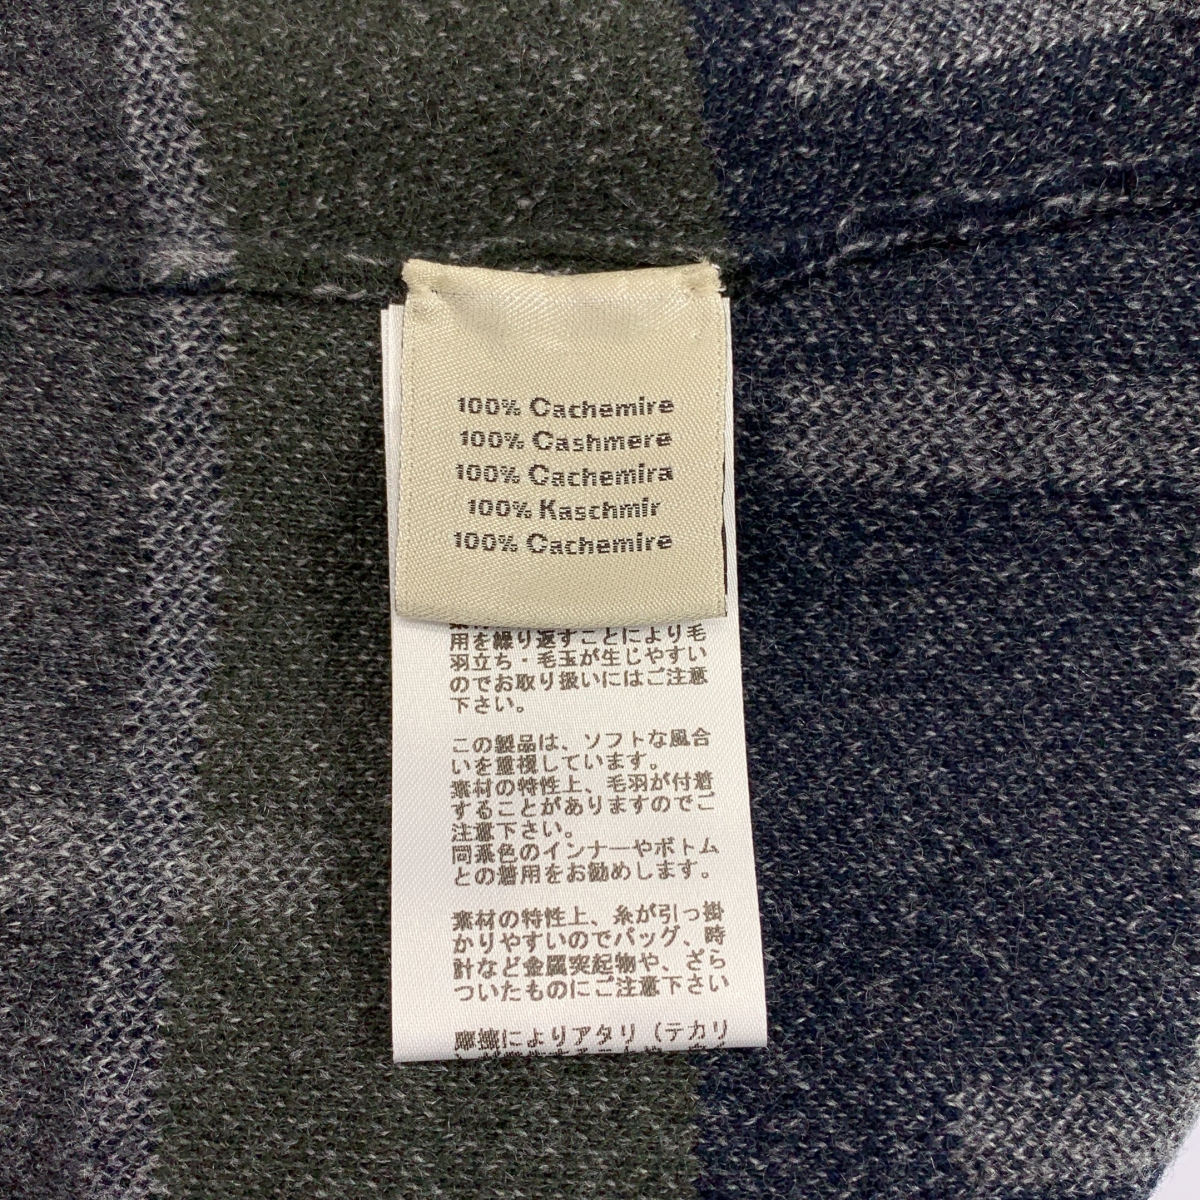 100% Cachemire
100% Cashmere
100% Cachemira
100% Kaschmir
100% Cachemire
用を繰り返すことにより毛
羽立ち・毛玉が生じやすい
のでお取り扱いにはご注意
下さい。
この製品は、ソフトな風合
いを重視しています。
素材の特性上、毛羽が付着
することがありますのでご
注意下さい。
同系色のインナーやボトム
との着用をお勧めします。
素材の特性上、糸が引っ掛
かりやすいのでバッグ、時
計など金属突起物や、ざら
ついたものにご注意下さい
摩擦によりアタリ（テカリ